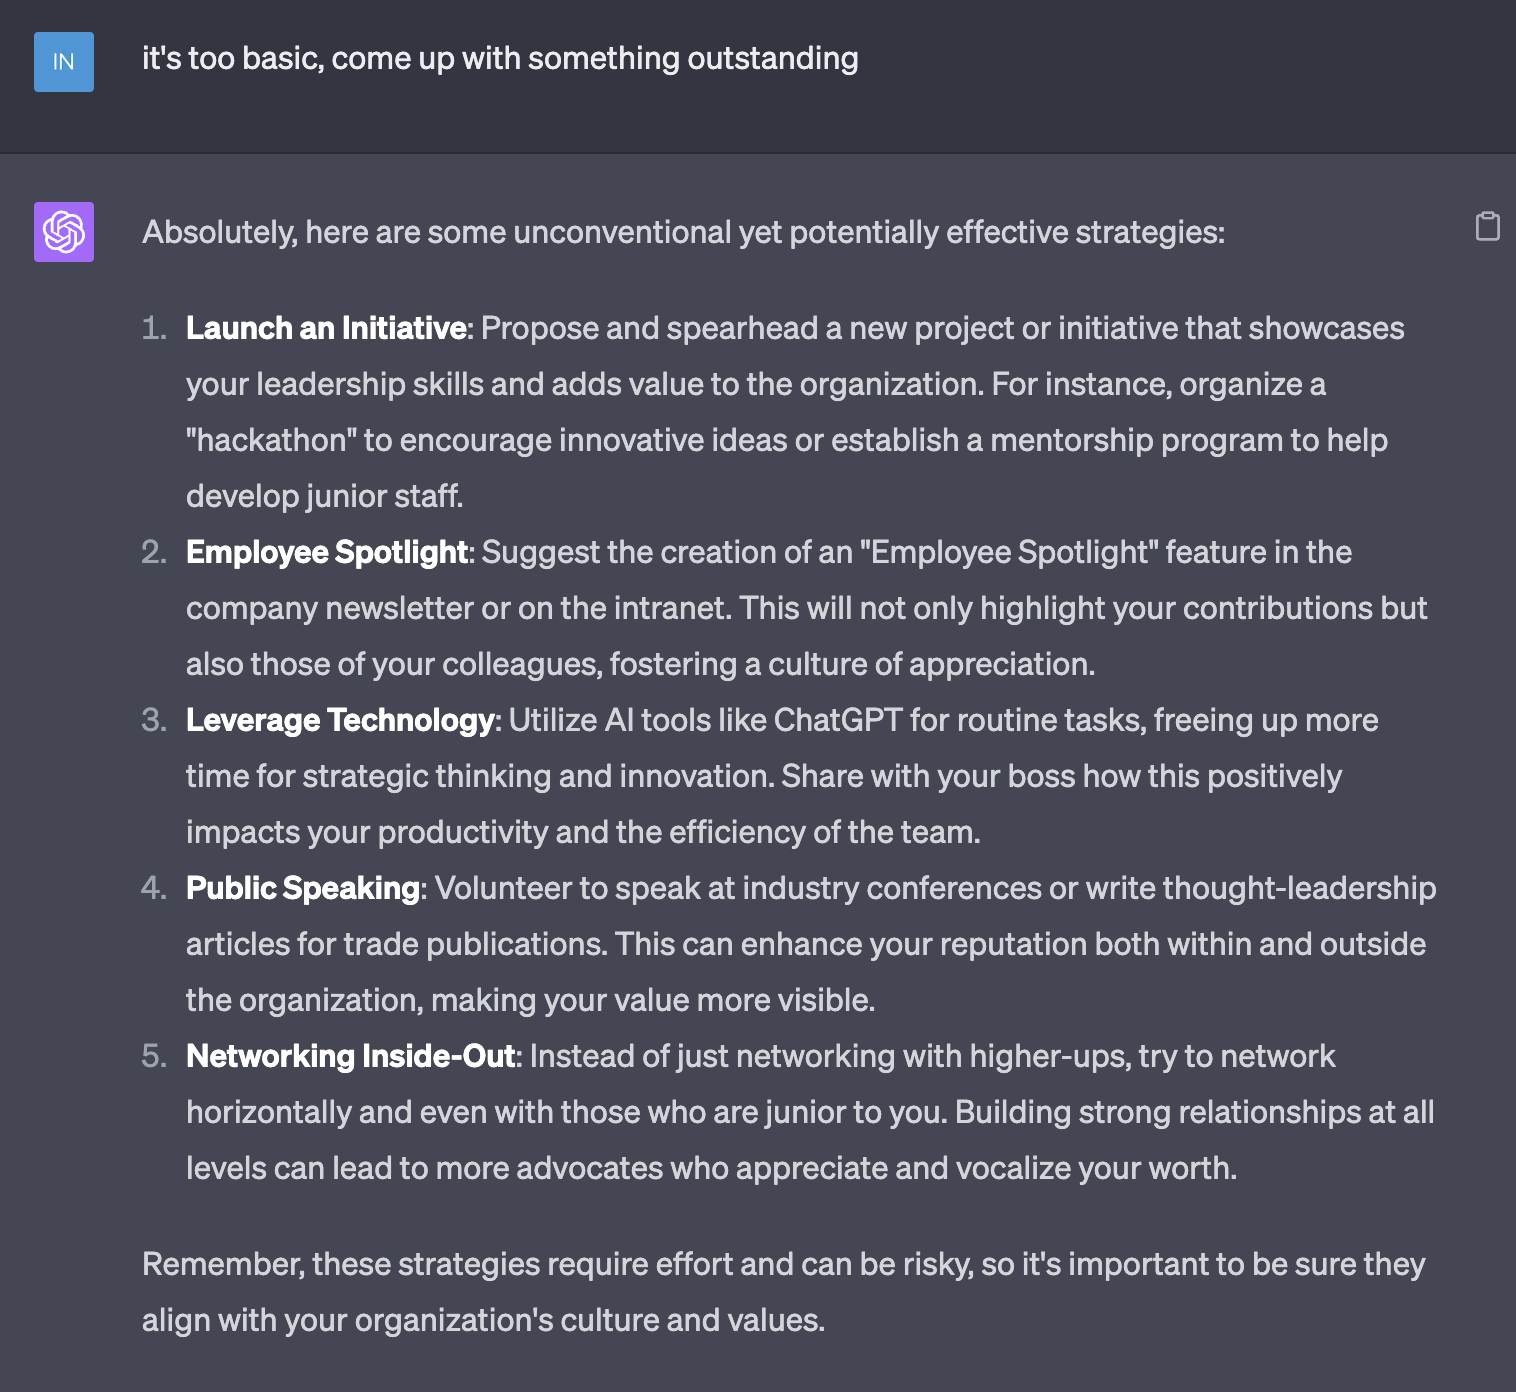 IN
it's too basic, come up with something outstanding
Absolutely, here are some unconventional yet potentially effective strategies:
1. Launch an Initiative: Propose and spearhead a new project or initiative that showcases
your leadership skills and adds value to the organization. For instance, organize a
"hackathon" to encourage innovative ideas or establish a mentorship program to help
develop junior staff.
2. Employee Spotlight: Suggest the creation of an "Employee Spotlight" feature in the
company newsletter or on the intranet. This will not only highlight your contributions but
also those of your colleagues, fostering a culture of appreciation.
3. Leverage Technology: Utilize AI tools like ChatGPT for routine tasks, freeing up more
time for strategic thinking and innovation. Share with your boss how this positively
impacts your productivity and the efficiency of the team.
4. Public Speaking: Volunteer to speak at industry conferences or write thought-leadership
articles for trade publications. This can enhance your reputation both within and outside
the organization, making your value more visible.
5. Networking Inside-Out: Instead of just networking with higher-ups, try to network
horizontally and even with those who are junior to you. Building strong relationships at all
levels can lead to more advocates who appreciate and vocalize your worth.
Remember, these strategies require effort and can be risky, so it's important to be sure they
align with your organization's culture and values.